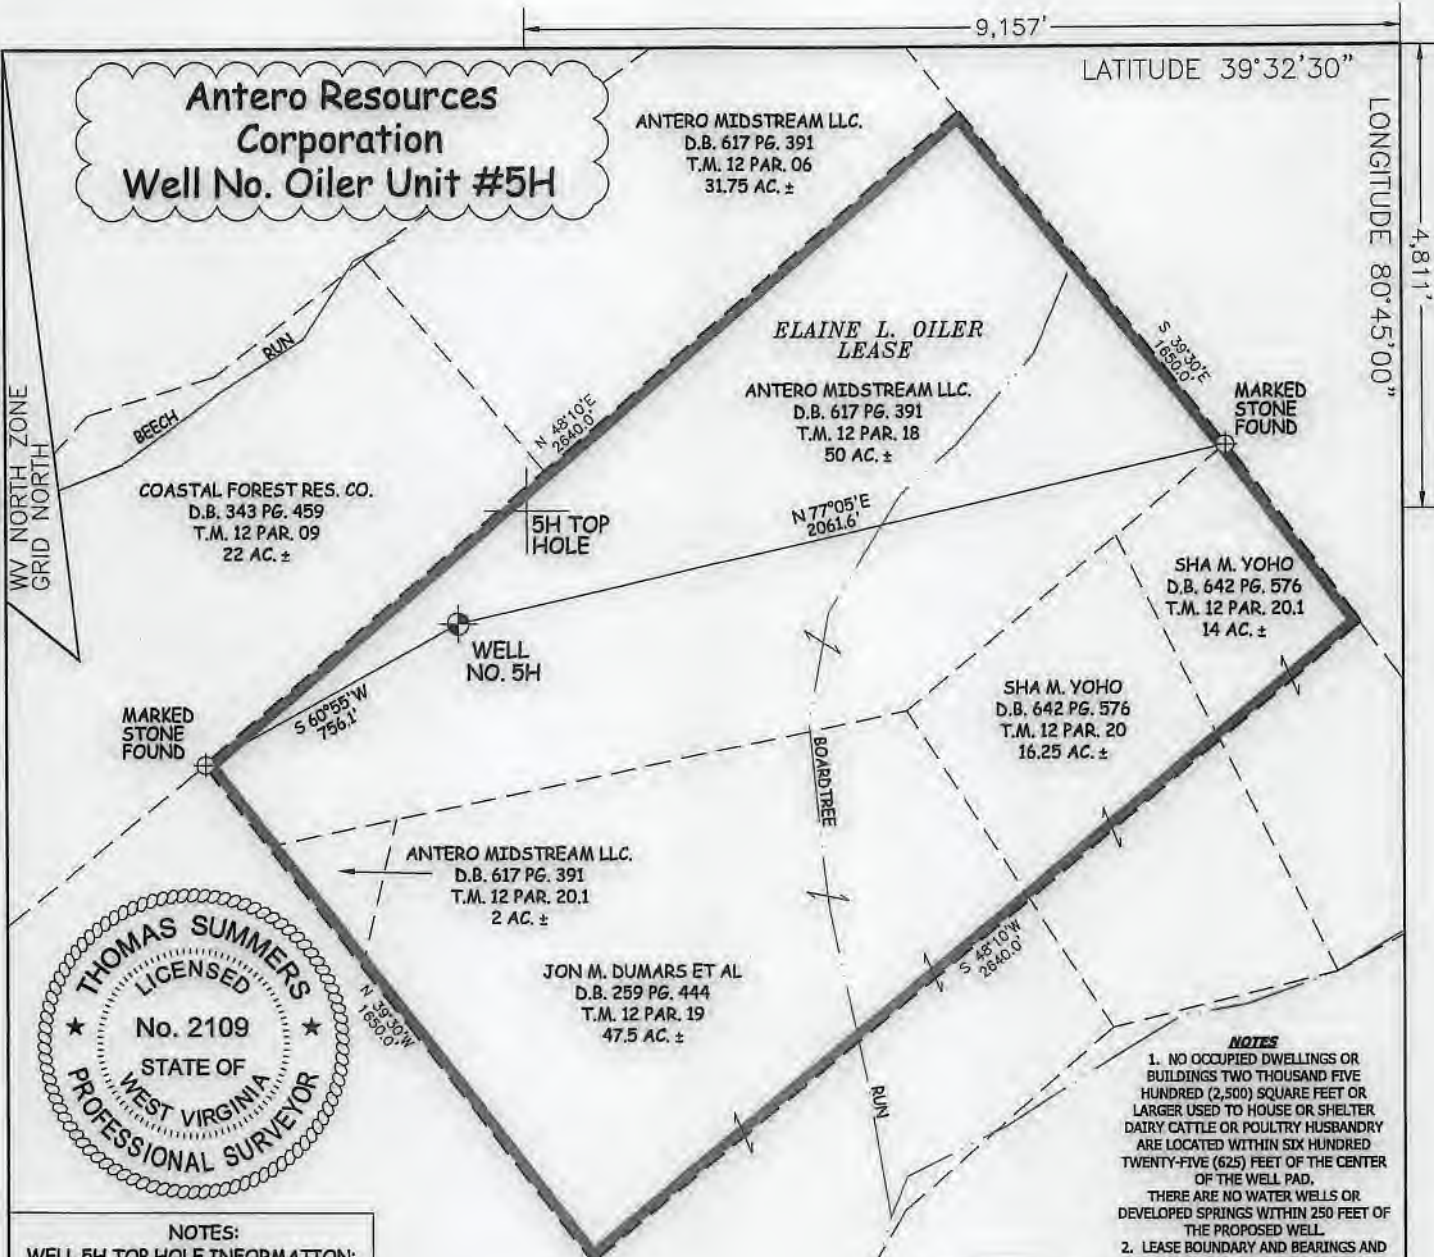 9,157'
LATITUDE 39°32'30"
LONGITUDE 80°45'00"
4,811'
Antero Resources
Corporation
Well No. Oiler Unit #5H
ANTERO MIDSTREAM LLC.
D.B. 617 PG. 391
T.M. 12 PAR. 06
31.75 AC. ±
WV NORTH ZONE
GRID NORTH
BEECH
RUN
ELAINE L. OILER
LEASE
ANTERO MIDSTREAM LLC.
D.B. 617 PG. 391
T.M. 12 PAR. 18
50 AC. ±
S 39°30'E
1650.0'
MARKED
STONE
FOUND
N 48°10'E
2640.0'
COASTAL FOREST RES. CO.
D.B. 343 PG. 459
T.M. 12 PAR. 09
22 AC. ±
5H TOP
HOLE
N 77°05'E
2061.6'
SHA M. YOHO
D.B. 642 PG. 576
T.M. 12 PAR. 20.1
14 AC. ±
WELL
NO. 5H
S 60°55'W
756.1'
MARKED
STONE
FOUND
SHA M. YOHO
D.B. 642 PG. 576
T.M. 12 PAR. 20
16.25 AC. ±
BOARDTREE
RUN
ANTERO MIDSTREAM LLC.
D.B. 617 PG. 391
T.M. 12 PAR. 20.1
2 AC. ±
JON M. DUMARS ET AL
D.B. 259 PG. 444
T.M. 12 PAR. 19
47.5 AC. ±
S 48°10'W
2640.0'
N 39°30'W
1650.0'
THOMAS SUMMERS
LICENSED
No. 2109
STATE OF
WEST VIRGINIA
PROFESSIONAL SURVEYOR
NOTES
1. NO OCCUPIED DWELLINGS OR
BUILDINGS TWO THOUSAND FIVE
HUNDRED (2,500) SQUARE FEET OR
LARGER USED TO HOUSE OR SHELTER
DAIRY CATTLE OR POULTRY HUSBANDRY
ARE LOCATED WITHIN SIX HUNDRED
TWENTY-FIVE (625) FEET OF THE CENTER
OF THE WELL PAD.
THERE ARE NO WATER WELLS OR
DEVELOPED SPRINGS WITHIN 250 FEET OF
THE PROPOSED WELL.
2. LEASE BOUNDARY AND BEARINGS AND
NOTES:
WELL 5H TOP HOLE INFORMATION: